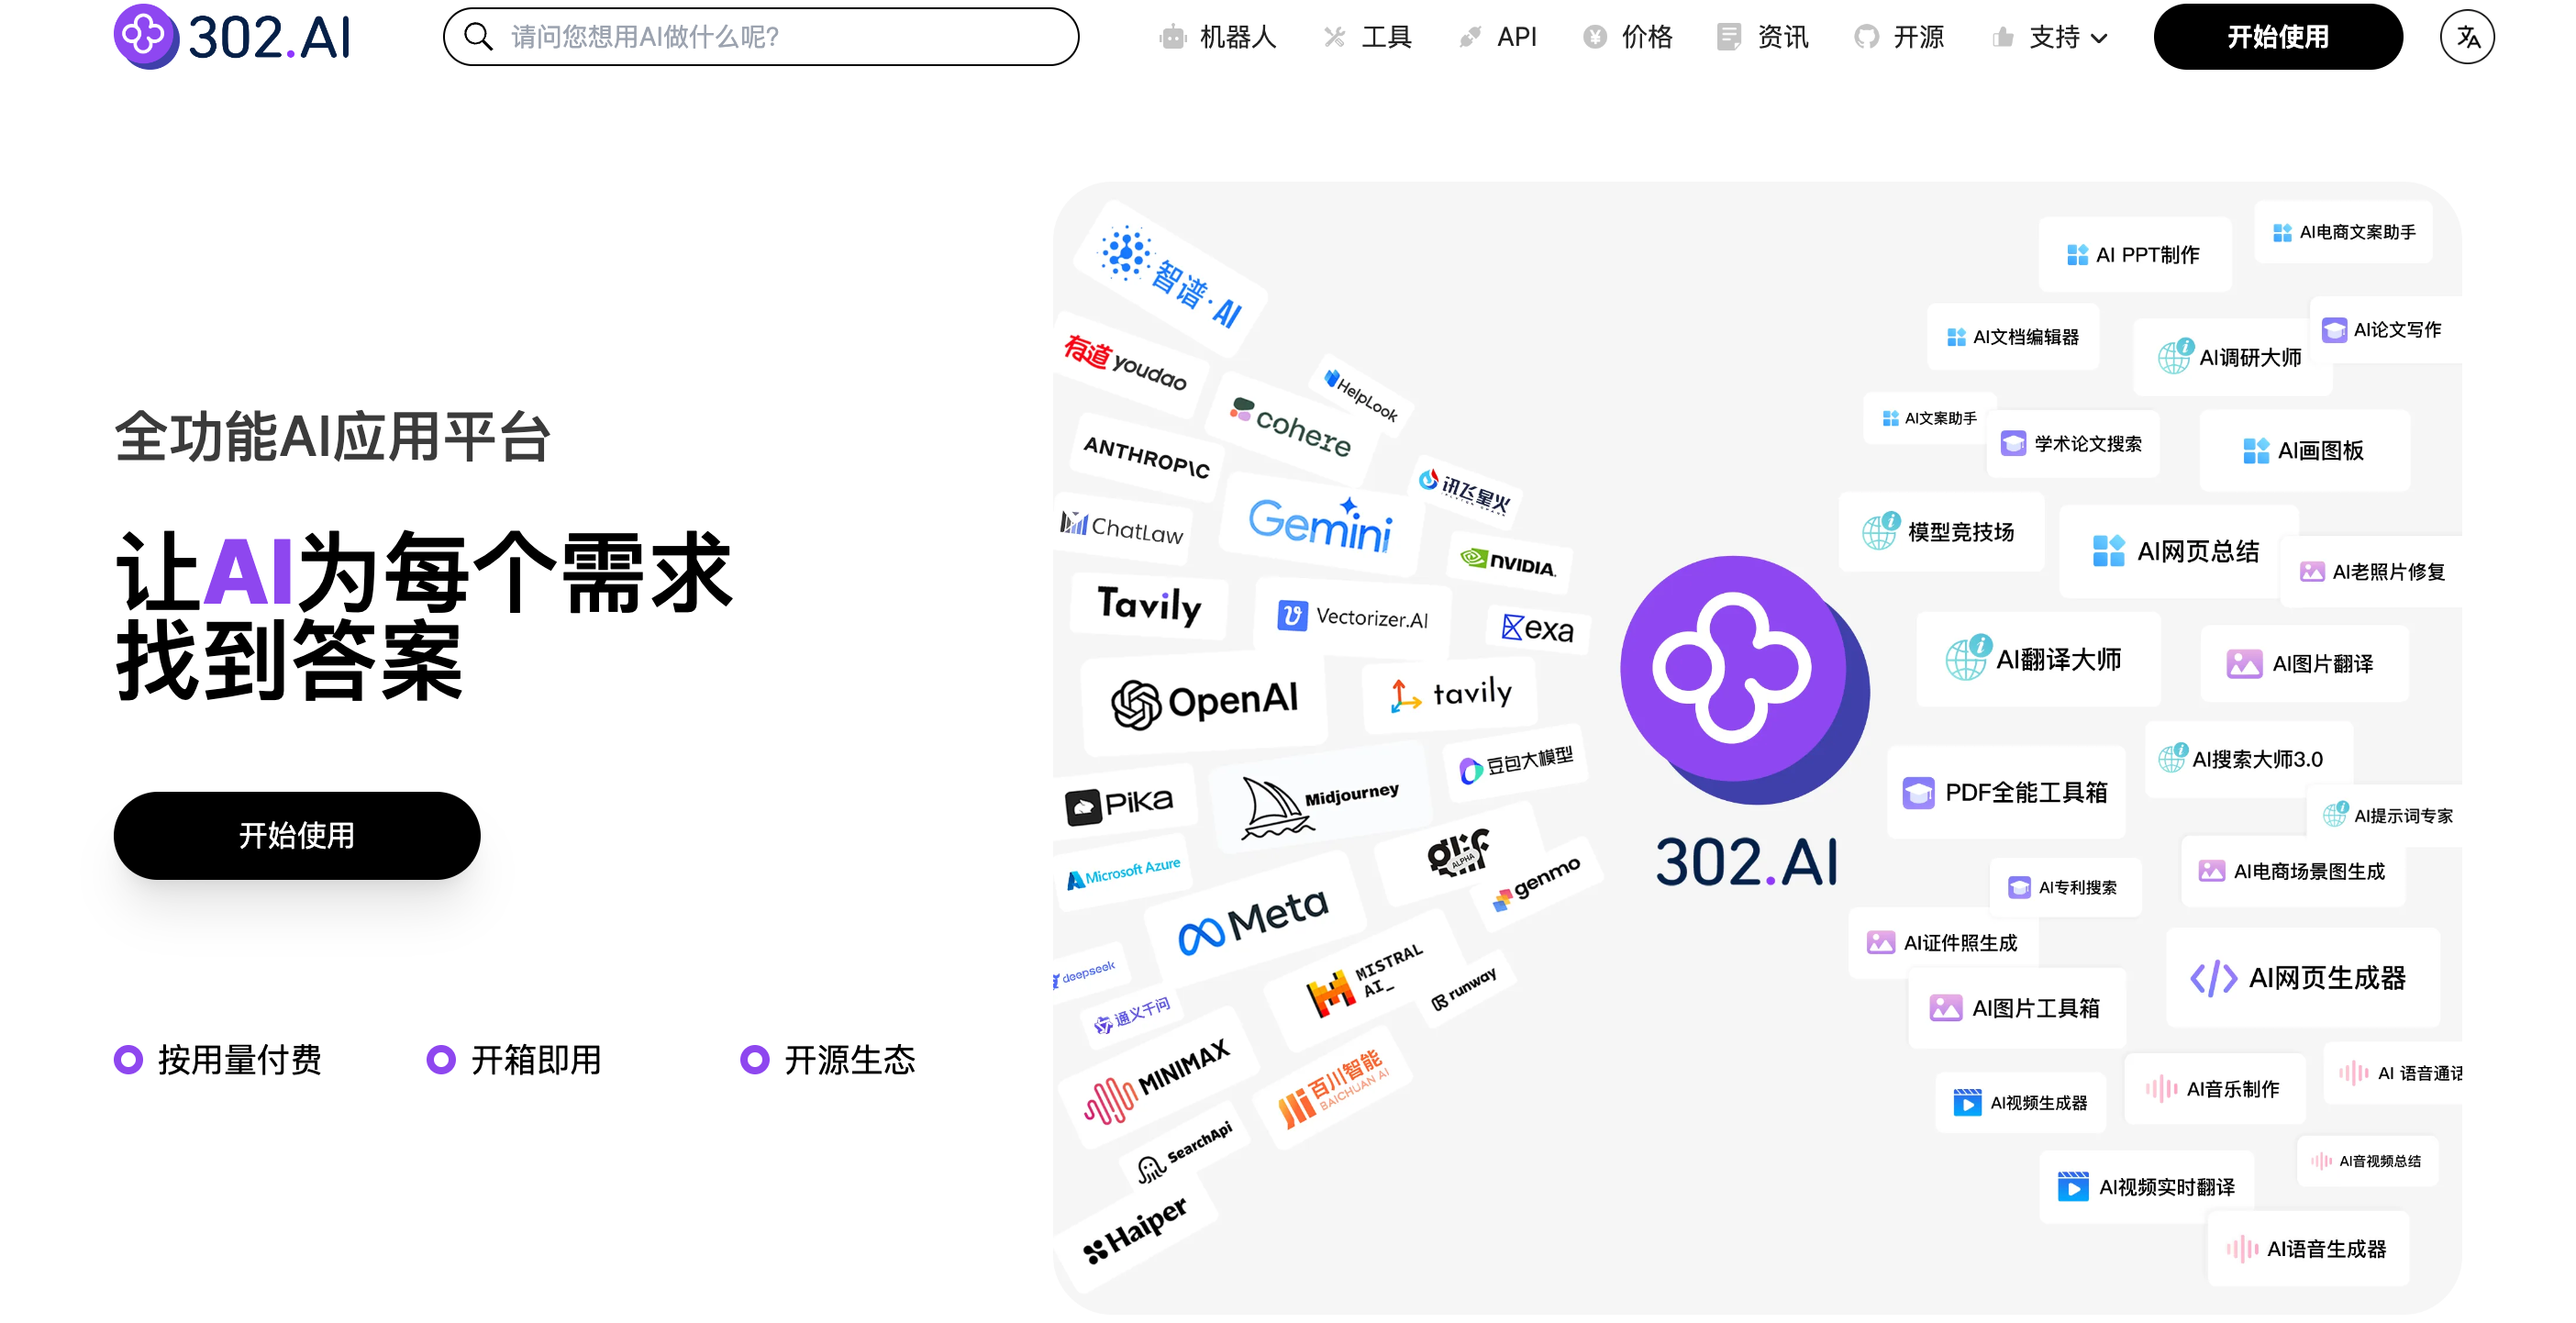 302.AI
请问您想用AI做什么呢?
机器人
工具
API
价格
资讯
开源
支持
开始使用
全功能AI应用平台
让AI为每个需求
找到答案
开始使用
按用量付费
开箱即用
开源生态
智谱·AI
有道 youdao
HelpLook
cohere
ANTHROP\C
讯飞星火
ChatLaw
Gemini
NVIDIA.
Tavily
Vectorizer.AI
exa
OpenAI
tavily
豆包大模型
PiKa
Midjourney
Microsoft Azure
glif
ALPHA
genmo
Meta
deepseek
MISTRAL
AI_
runway
通义千问
MINIMAX
百川智能
BAICHUAN AI
SearchApi
Haiper
302.AI
AI PPT制作
AI电商文案助手
AI文档编辑器
AI调研大师
AI论文写作
AI文案助手
学术论文搜索
AI画图板
模型竞技场
AI网页总结
AI老照片修复
AI翻译大师
AI图片翻译
PDF全能工具箱
AI搜索大师3.0
AI提示词专家
AI专利搜索
AI电商场景图生成
AI证件照生成
AI网页生成器
AI图片工具箱
AI视频生成器
AI音乐制作
AI 语音通话
AI音视频总结
AI视频实时翻译
AI语音生成器